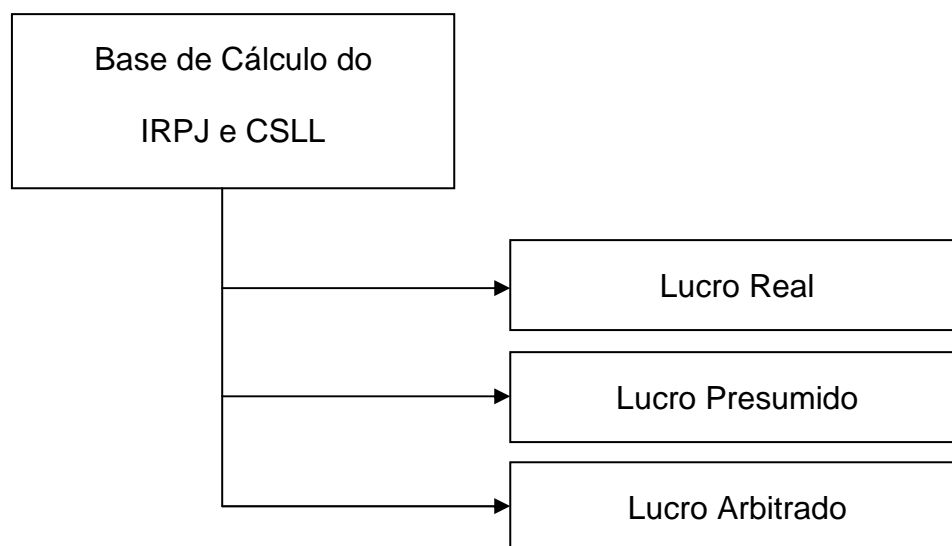 Base de Cálculo do
IRPJ e CSLL
Lucro Real
Lucro Presumido
Lucro Arbitrado